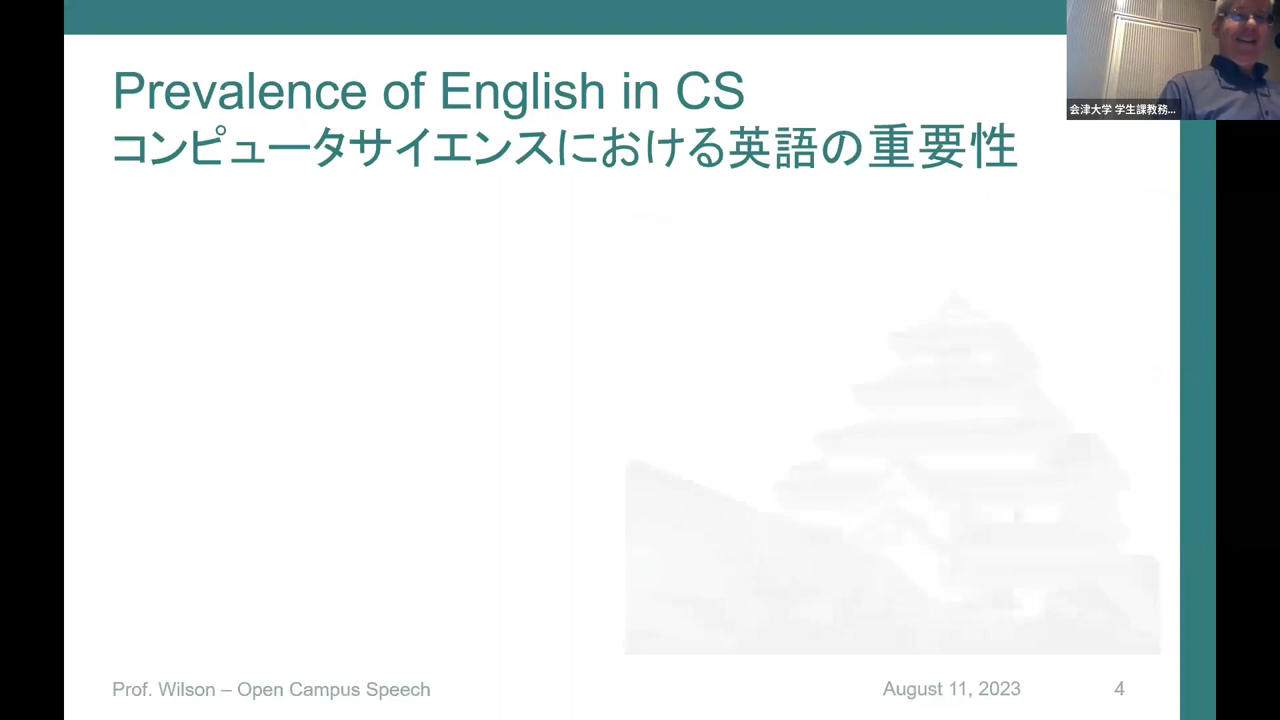 Prevalence of English in CS
コンピュータサイエンスにおける英語の重要性
会津大学 学生課教務...
Prof. Wilson – Open Campus Speech
August 11, 2023
4